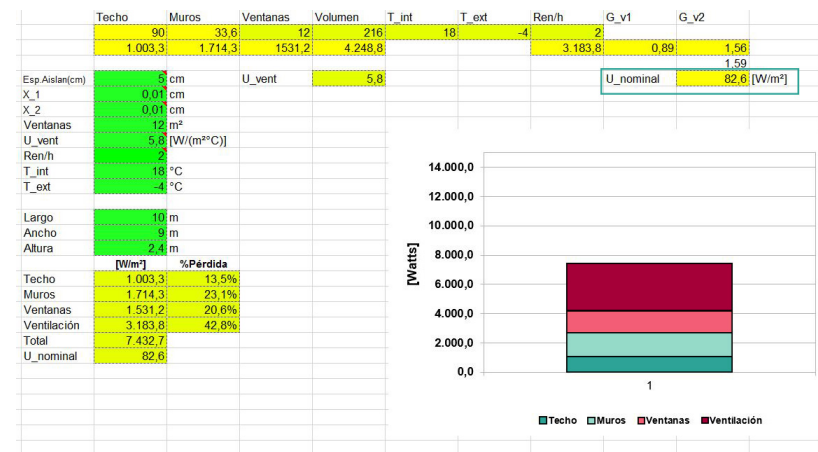 Techo Muros Ventanas Volumen T_int T_ext Ren/h G_v1 G_v2
90 33,6 12 216 18 -4 2
1.003,3 1.714,3 1531,2 4.248,8 3.183,8 0,89 1,56
1,59
Esp.Aislan(cm) 5 cm U_vent 5,8 U_nominal 82,6 [W/m²]
X_1 0,01 cm
X_2 0,01 cm
Ventanas 12 m²
U_vent 5,8 [W/(m²°C)]
Ren/h 2
T_int 18 °C
T_ext -4 °C
Largo 10 m
Ancho 9 m
Altura 2,4 m
[W/m²] %Pérdida
Techo 1.003,3 13,5%
Muros 1.714,3 23,1%
Ventanas 1.531,2 20,6%
Ventilación 3.183,8 42,8%
Total 7.432,7
U_nominal 82,6
[Watts]
14.000,0
12.000,0
10.000,0
8.000,0
6.000,0
4.000,0
2.000,0
0,0
1
Techo Muros Ventanas Ventilación